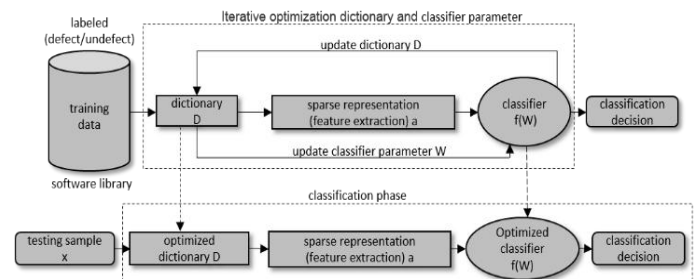 Iterative optimization dictionary and classifier parameter
labeled
(defect/undefect)
update dictionary D
training
data
dictionary
D
sparse representation
(feature extraction) a
classifier
f(W)
classification
decision
update classifier parameter W
software library
classification phase
testing sample
x
optimized
dictionary D
sparse representation
(feature extraction) a
Optimized
classifier
f(W)
classification
decision